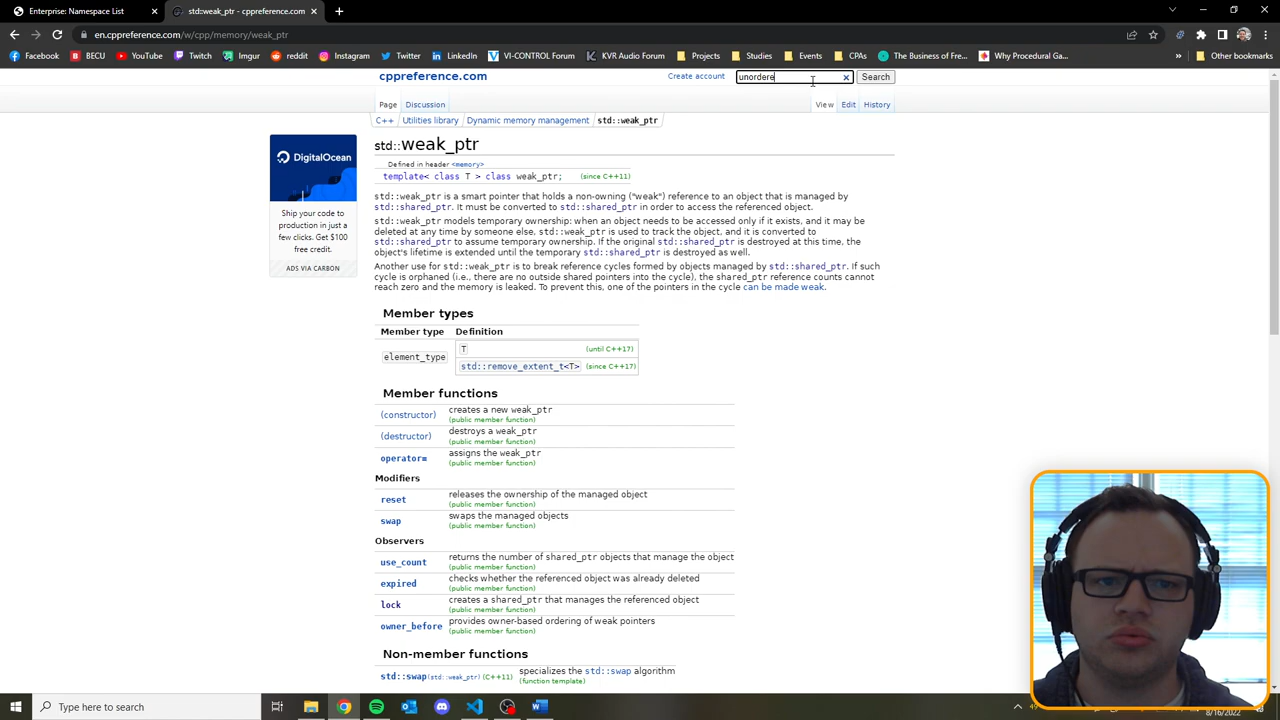 Enterprise: Namespaces List
std::weak_ptr - cppreference.com
en.cppreference.com/w/cpp/memory/weak_ptr
Facebook BECU YouTube Twitch Imgur reddit Instagram Twitter LinkedIn VI-CONTROL Forum KVR Audio Forum Projects Studies Events CPAs The Business of Fre... Why Procedural Ga... » Other Bookmarks
cppreference.com Create account unordere Search
Page Discussion View Edit History
C++ Utilities library Dynamic memory management std::weak_ptr
std::weak_ptr
Defined in header <memory>
template< class T > class weak_ptr; (since C++11)
std::weak_ptr is a smart pointer that holds a non-owning ("weak") reference to an object that is managed by
std::shared_ptr. It must be converted to std::shared_ptr in order to access the referenced object.
std::weak_ptr models temporary ownership: when an object needs to be accessed only if it exists, and it may be
deleted at any time by someone else. std::weak_ptr is used to track the object, and it is converted to
std::shared_ptr to assume temporary ownership. If the original std::shared_ptr is destroyed at this time, the
object's lifetime is extended until the temporary std::shared_ptr is destroyed as well.
Another use for std::weak_ptr is to break reference cycles formed by objects managed by std::shared_ptr. If such
cycle is orphaned (i.e., there are no outside shared pointers into the cycle), the shared_ptr reference counts cannot
reach zero and the memory is leaked. To prevent this, one of the pointers in the cycle can be made weak.
DigitalOcean
Ship your code to
production in just a
few clicks. Get $100
free credit.
ADS VIA CARBON
Member types
Member type Definition
element_type
T (until C++17)
std::remove_extent_t<T> (since C++17)
Member functions
(constructor) creates a new weak_ptr
(public member function)
(destructor) destroys a weak_ptr
(public member function)
operator= assigns the weak_ptr
(public member function)
Modifiers
reset releases the ownership of the managed object
(public member function)
swap swaps the managed objects
(public member function)
Observers
use_count returns the number of shared_ptr objects that manage the object
(public member function)
expired checks whether the referenced object was already deleted
(public member function)
lock creates a shared_ptr that manages the referenced object
(public member function)
owner_before provides owner-based ordering of weak pointers
(public member function)
Non-member functions
std::swap(std::weak_ptr) (C++11) specializes the std::swap algorithm
(function template)
Type here to search
8/16/2022